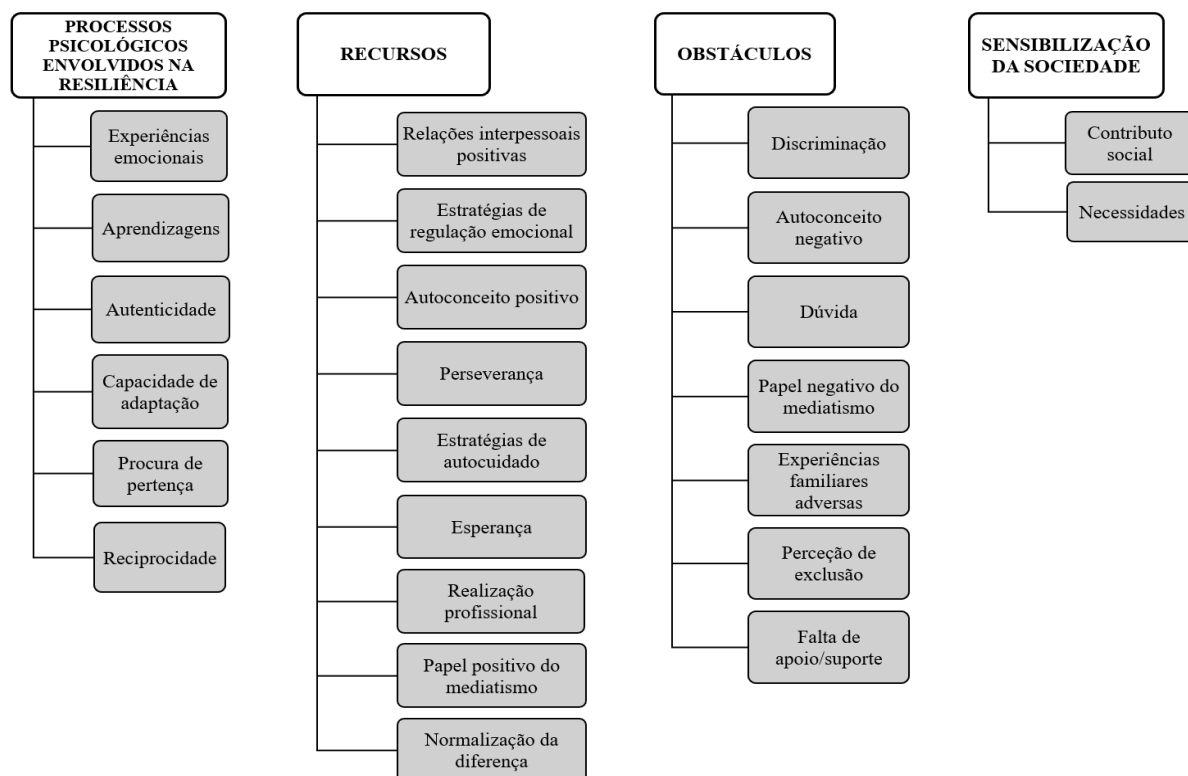 PROCESSOS
PSICOLÓGICOS
ENVOLVIDOS NA
RESILIÊNCIA
Experiências
emocionais
Aprendizagens
Autenticidade
Capacidade de
adaptação
Procura de
pertença
Reciprocidade
RECURSOS
Relações interpessoais
positivas
Estratégias de
regulação emocional
Autoconceito positivo
Perseverança
Estratégias de
autocuidado
Esperança
Realização
profissional
Papel positivo do
mediatismo
Normalização da
diferença
OBSTÁCULOS
Discriminação
Autoconceito
negativo
Dúvida
Papel negativo do
mediatismo
Experiências
familiares
adversas
Perceção de
exclusão
Falta de
apoio/suporte
SENSIBILIZAÇÃO
DA SOCIEDADE
Contributo
social
Necessidades